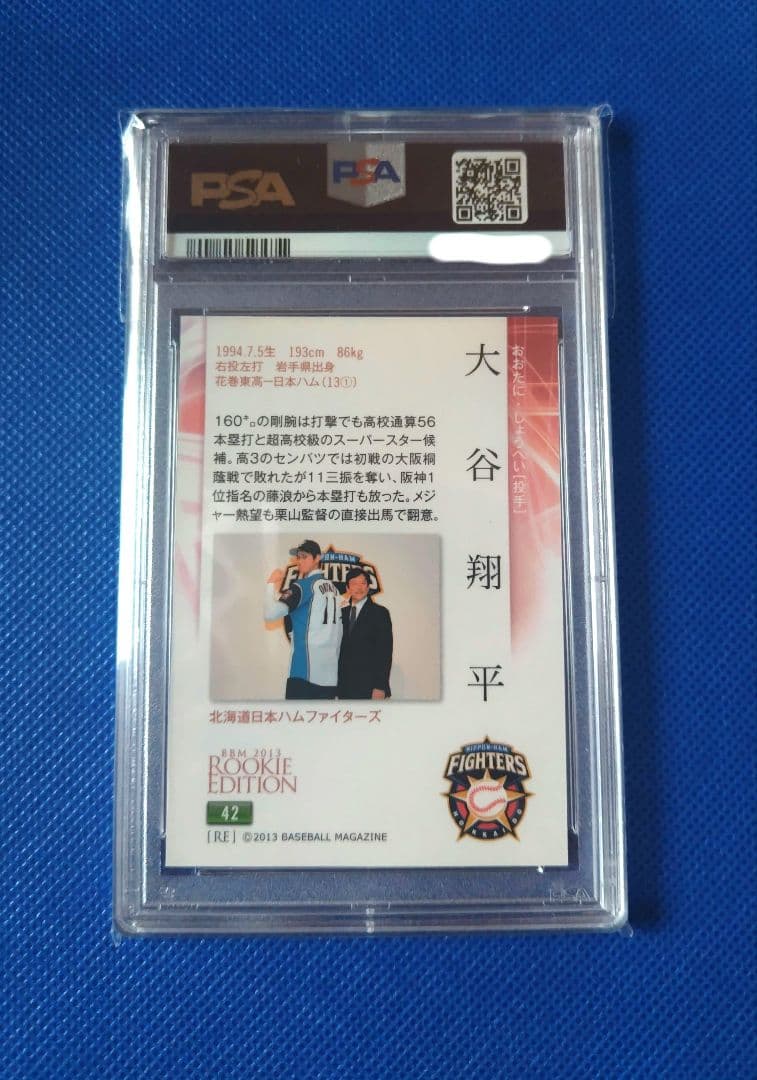 PSA
PSA
1994.7.5生 193cm 86kg
右投左打 岩手県出身
花巻東高ー日本ハム(13①)
大谷翔平
おおたに・しょうへい[投手]
160㌔の剛腕は打撃でも高校通算56
本塁打と超高校級のスーパースター候
補。高3のセンバツでは初戦の大阪桐
蔭戦で敗れたが11三振を奪い、阪神1
位指名の藤浪から本塁打も放った。メジ
ャー熱望も栗山監督の直接出馬で翻意。
NIPPON-HAM
FIGHTERS
11
北海道日本ハムファイターズ
BBM 2013
ROOKIE
EDITION
42
[RE] ©2013 BASEBALL MAGAZINE
NIPPON-HAM
FIGHTERS
HOKKAIDO
PSA